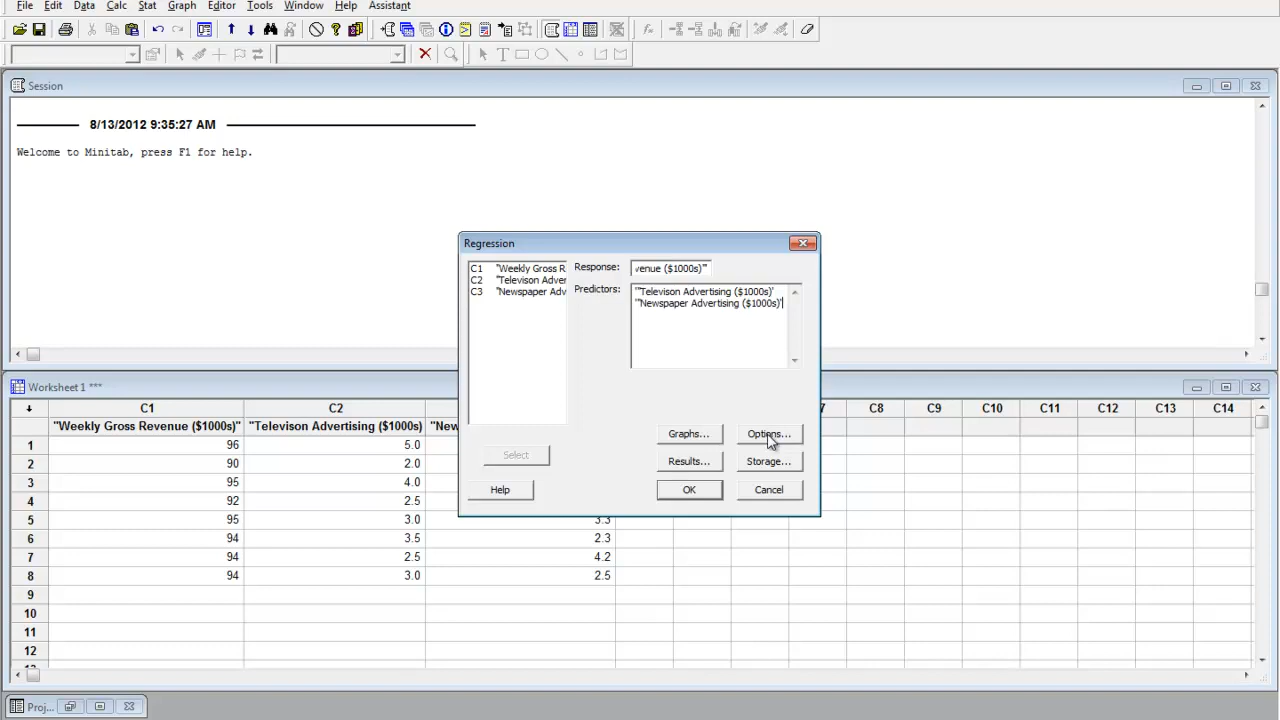 File Edit Data Calc Stat Graph Editor Tools Window Help Assistant
Session
8/13/2012 9:35:27 AM
Welcome to Minitab, press F1 for help.
Regression
C1 "Weekly Gross R
C2 "Televison Adver
C3 "Newspaper Adv
Response: venue ($1000s)"'
Predictors: '"Televison Advertising ($1000s)'
'"Newspaper Advertising ($1000s)'
Graphs... Options...
Select Results... Storage...
Help OK Cancel
Worksheet 1 ***
C1 C2 7 C8 C9 C10 C11 C12 C13 C14
"Weekly Gross Revenue ($1000s)" "Televison Advertising ($1000s) "New
1 96 5.0
2 90 2.0
3 95 4.0
4 92 2.5
5 95 3.0 3.3
6 94 3.5 2.3
7 94 2.5 4.2
8 94 3.0 2.5
9
10
11
12
Proj...